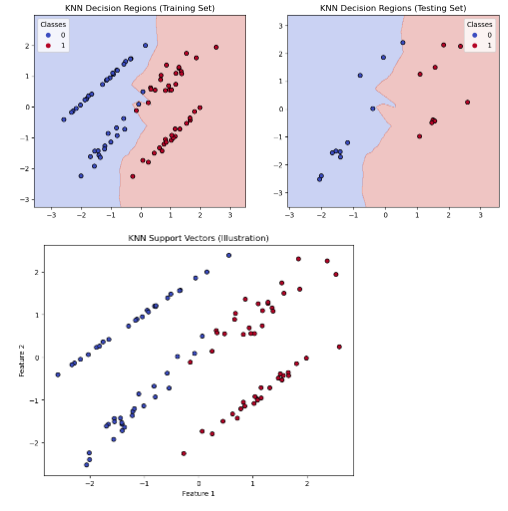 KNN Decision Regions (Training Set)
Classes
0
1
3
2
1
0
−1
−2
−3
−3 −2 −1 0 1 2 3
KNN Decision Regions (Testing Set)
Classes
0
1
3
2
1
0
−1
−2
−3
−3 −2 −1 0 1 2 3
KNN Support Vectors (Illustration)
Feature 2
2
1
0
−1
−2
−2 −1 0 1 2
Feature 1